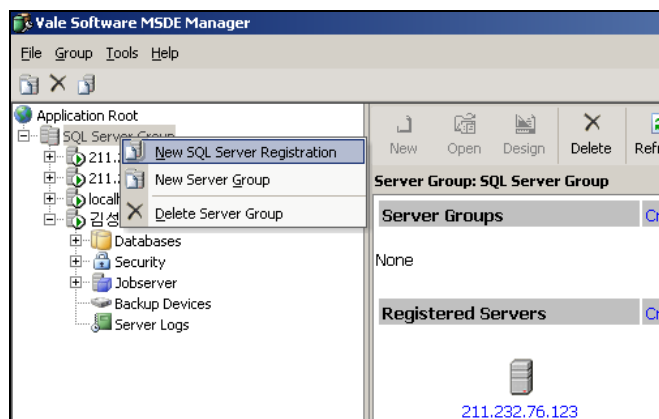 Vale Software MSDE Manager
File Group Tools Help
Application Root
SQL Server Group
211.
211.
localh
김성
Databases
Security
Jobserver
Backup Devices
Server Logs
New SQL Server Registration
New Server Group
Delete Server Group
New Open Design Delete Refr
Server Group: SQL Server Group
Server Groups Cr
None
Registered Servers Cr
211.232.76.123